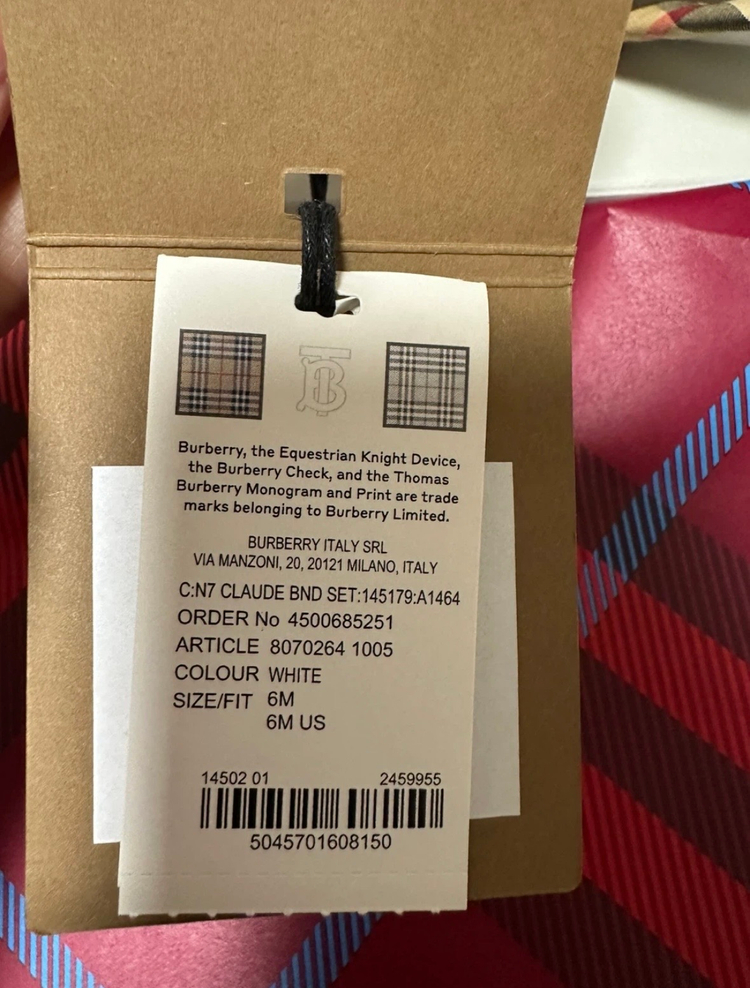 Burberry, the Equestrian Knight Device,
the Burberry Check, and the Thomas
Burberry Monogram and Print are trade
marks belonging to Burberry Limited.
BURBERRY ITALY SRL
VIA MANZONI, 20, 20121 MILANO, ITALY
C:N7 CLAUDE BND SET:145179:A1464
ORDER No 4500685251
ARTICLE 8070264 1005
COLOUR WHITE
SIZE/FIT 6M
6M US
14502 01 2459955
5045701608150